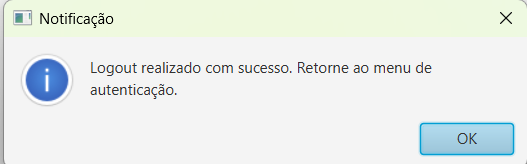 Notificação
Logout realizado com sucesso. Retorne ao menu de
autenticação.
OK